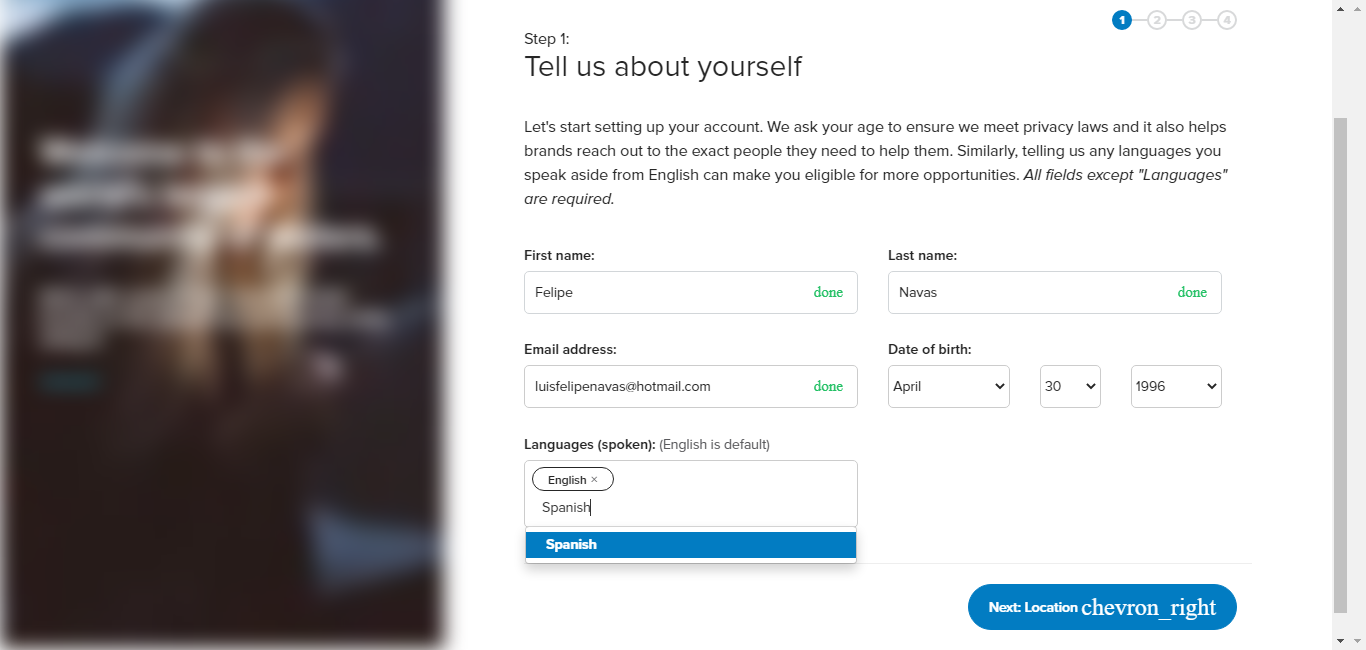 1 2 3 4
Step 1:
Tell us about yourself
Let's start setting up your account. We ask your age to ensure we meet privacy laws and it also helps
brands reach out to the exact people they need to help them. Similarly, telling us any languages you
speak aside from English can make you eligible for more opportunities. All fields except "Languages"
are required.
First name: Last name:
Felipe done Navas done
Email address: Date of birth:
luisfelipenavas@hotmail.com done April 30 1996
Languages (spoken): (English is default)
English ×
Spanish
Spanish
Next: Location chevron_right